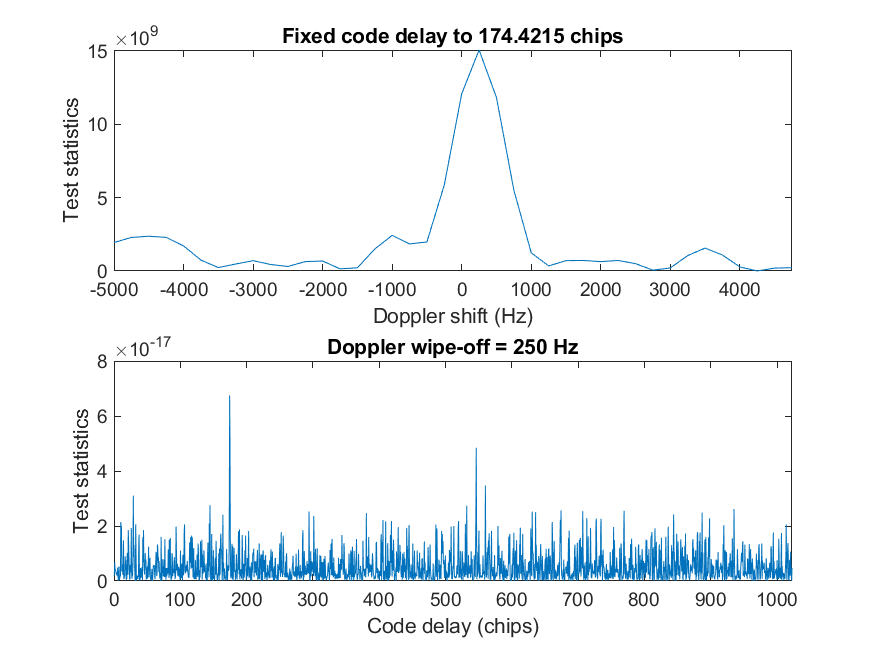 ×10⁹
Fixed code delay to 174.4215 chips
15
10
5
0
Test statistics
-5000 -4000 -3000 -2000 -1000 0 1000 2000 3000 4000
Doppler shift (Hz)
×10⁻¹⁷
Doppler wipe-off = 250 Hz
8
6
4
2
0
Test statistics
0 100 200 300 400 500 600 700 800 900 1000
Code delay (chips)